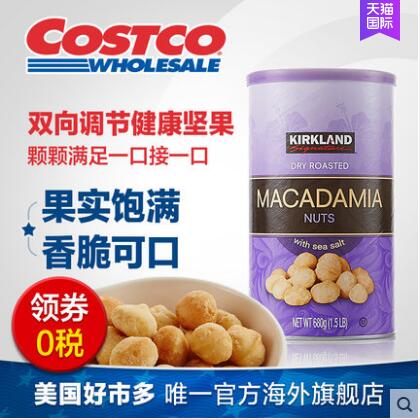 天猫
国际
COSTCO
WHOLESALE
双向调节健康坚果
颗颗满足一口接一口
果实饱满
香脆可口
KIRKLAND
Signature
DRY ROASTED
MACADAMIA
NUTS
with sea salt
NET WT 680g (1.5 LB)
领券
0税
美国好市多 唯一官方海外旗舰店